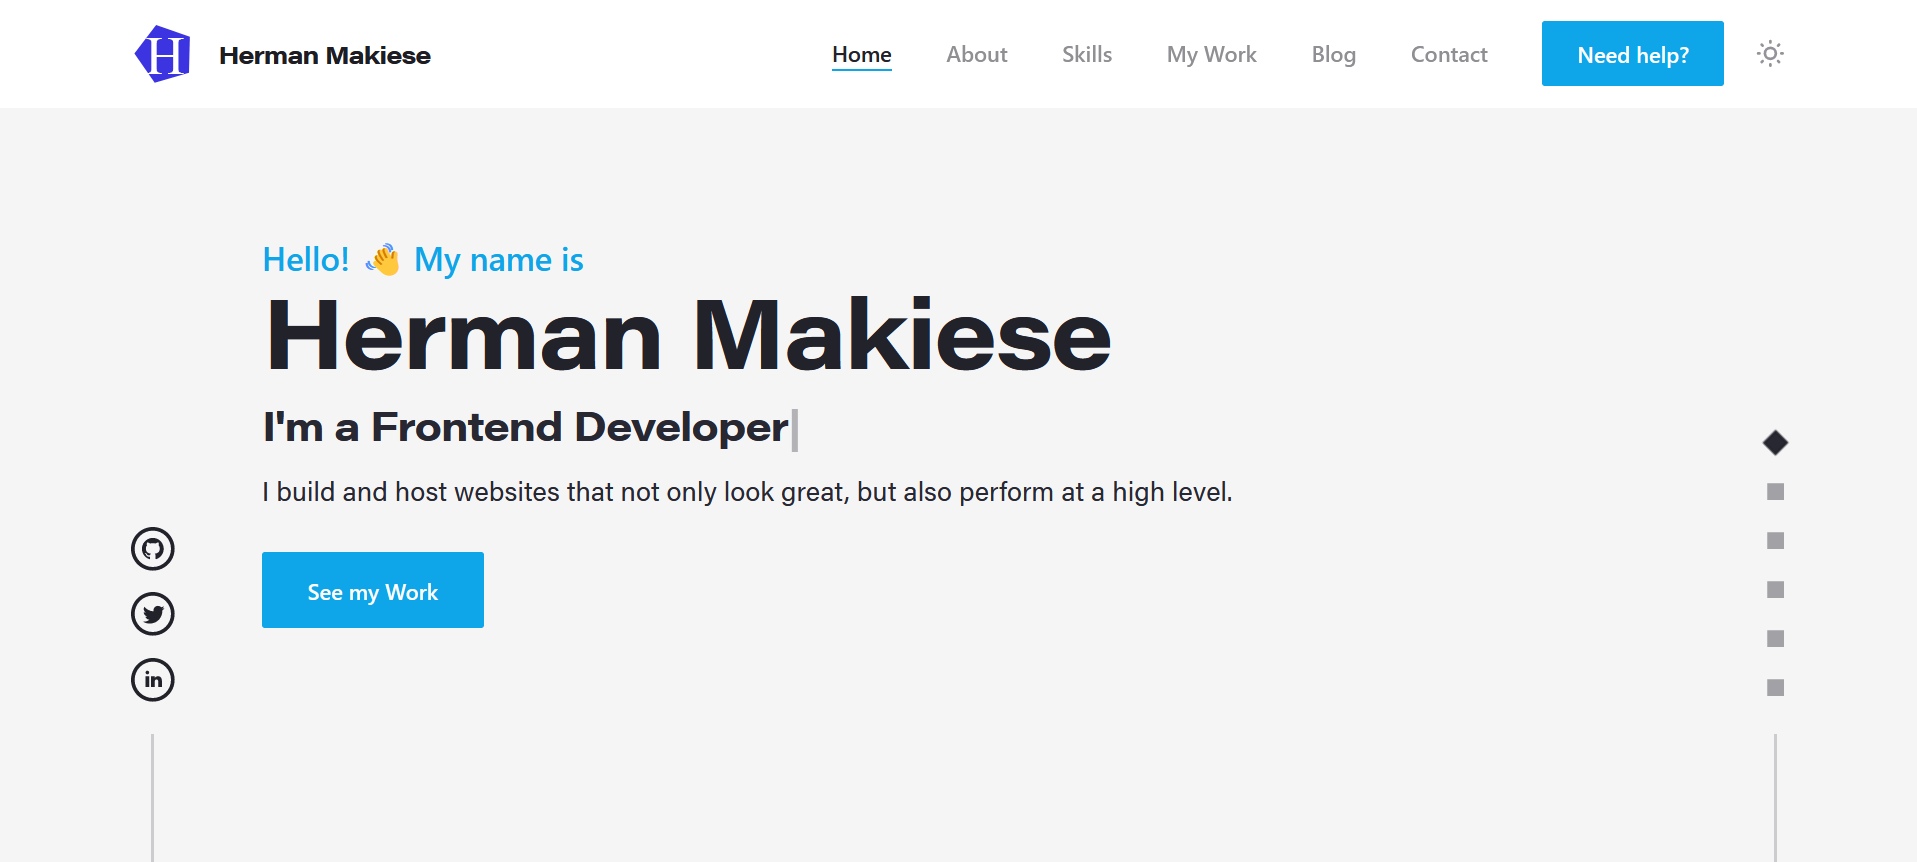 H
Herman Makiese
Home
About
Skills
My Work
Blog
Contact
Need help?
Hello! 👋 My name is
Herman Makiese
I'm a Frontend Developer
I build and host websites that not only look great, but also perform at a high level.
See my Work
in